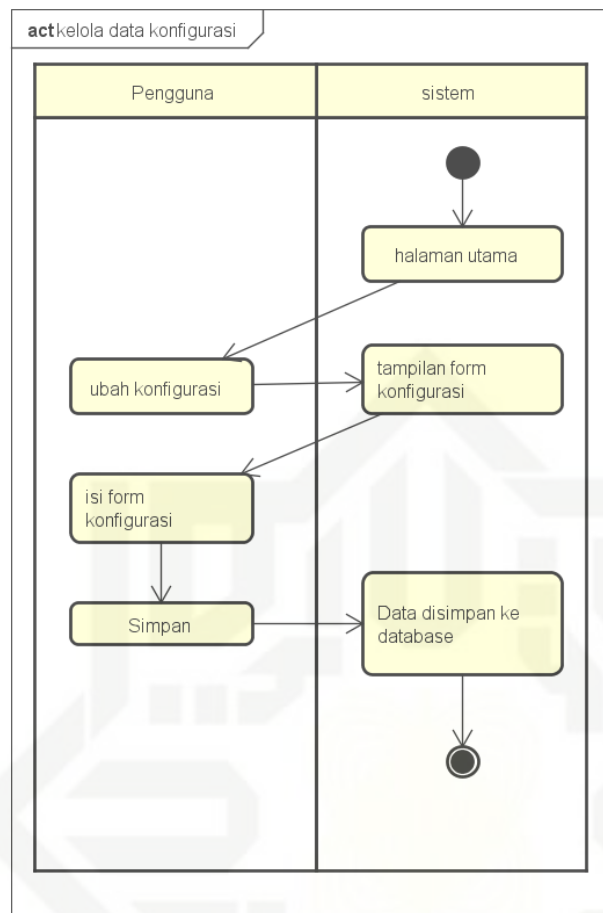 act kelola data konfigurasi
Pengguna
sistem
halaman utama
ubah konfigurasi
tampilan form
konfigurasi
isi form
konfigurasi
Simpan
Data disimpan ke
database